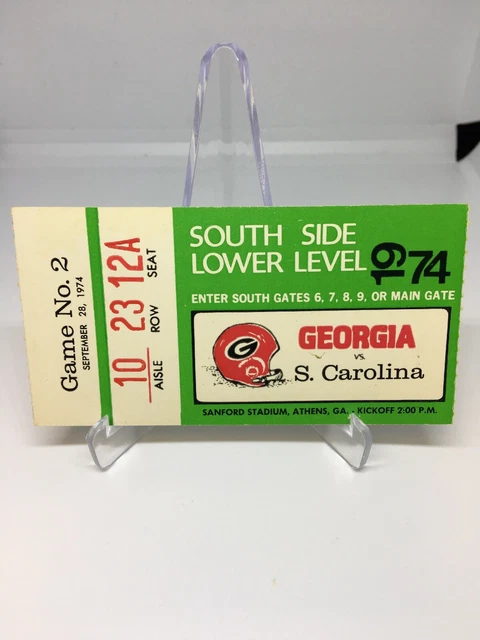 Game No. 2
SEPTEMBER 28, 1974
10 23 12A
AISLE ROW SEAT
SOUTH SIDE
LOWER LEVEL 1974
ENTER SOUTH GATES 6, 7, 8, 9, OR MAIN GATE
G
GEORGIA
VS.
S. Carolina
SANFORD STADIUM, ATHENS, GA. - KICKOFF 2:00 P.M.